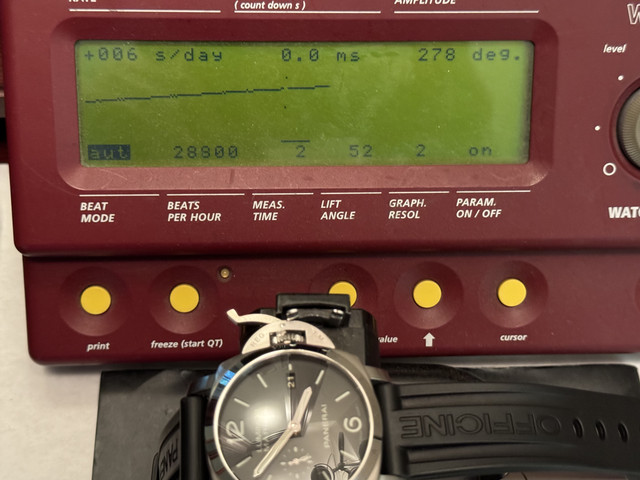 ( count down s )
AMPLITUDE
+006 s/day 0.0 ms 278 deg.
aut 28800 2 52 2 on
BEAT MODE
BEATS PER HOUR
MEAS. TIME
LIFT ANGLE
GRAPH. RESOL
PARAM. ON / OFF
level
print
freeze (start QT)
cursor
12
6
PANERAI
OFFICINE